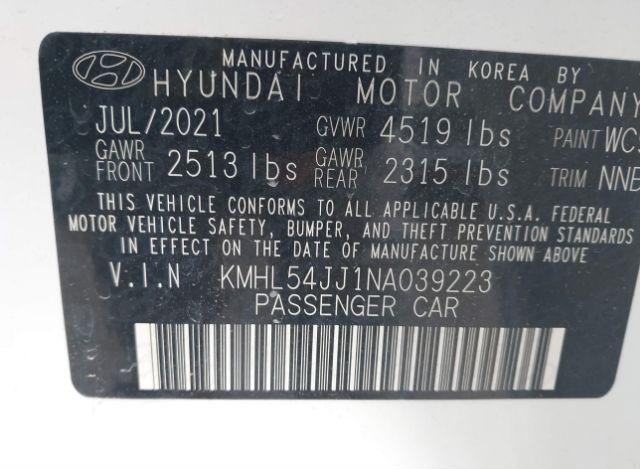 MANUFACTURED IN KOREA BY
HYUNDAI MOTOR COMPANY
JUL/2021 GVWR 4519 lbs PAINT WC9
GAWR FRONT 2513 lbs GAWR REAR 2315 lbs TRIM NNB
THIS VEHICLE CONFORMS TO ALL APPLICABLE U.S.A. FEDERAL
MOTOR VEHICLE SAFETY, BUMPER, AND THEFT PREVENTION STANDARDS
IN EFFECT ON THE DATE OF MANUFACTURE SHOWN ABOVE.
V.I.N KMHL54JJ1NA039223
PASSENGER CAR